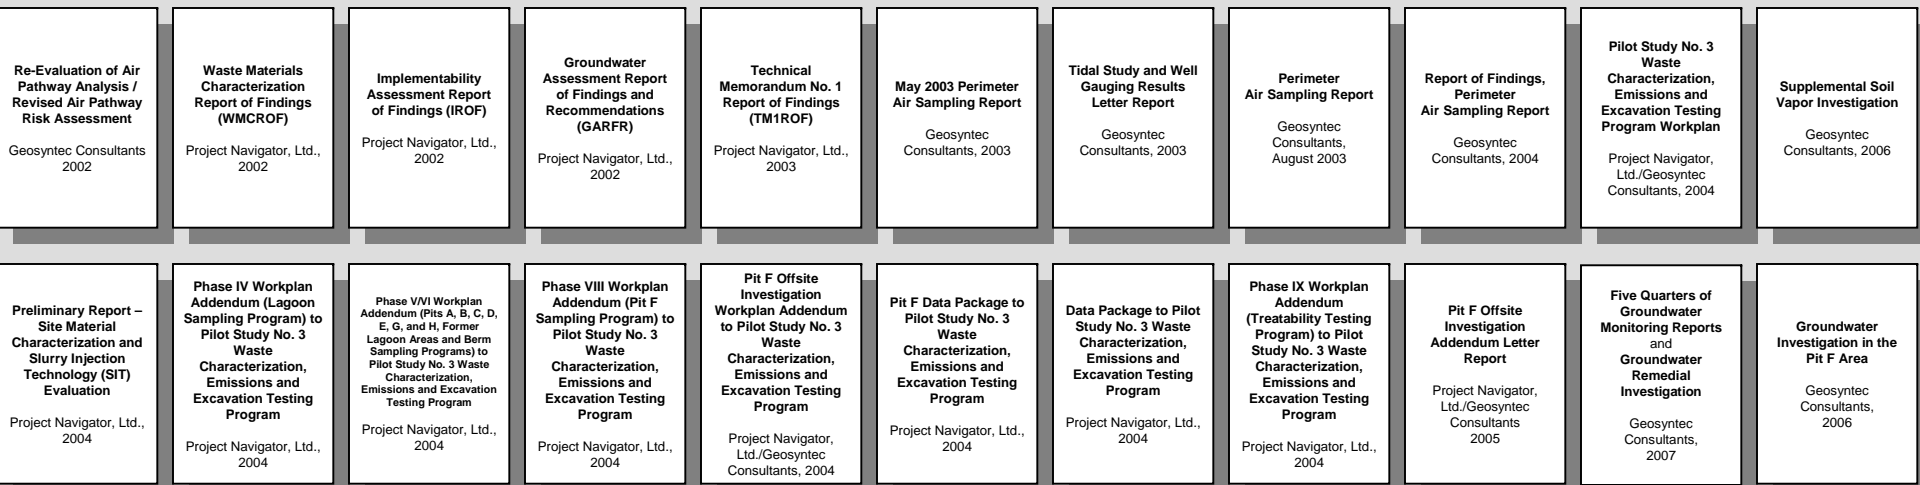 Re-Evaluation of Air
Pathway Analysis /
Revised Air Pathway
Risk Assessment
Geosyntec Consultants
2002
Waste Materials
Characterization
Report of Findings
(WMCROF)
Project Navigator, Ltd.,
2002
Implementability
Assessment Report
of Findings (IROF)
Project Navigator, Ltd.,
2002
Groundwater
Assessment Report
of Findings and
Recommendations
(GARFR)
Project Navigator, Ltd.,
2002
Technical
Memorandum No. 1
Report of Findings
(TM1ROF)
Project Navigator, Ltd.,
2003
May 2003 Perimeter
Air Sampling Report
Geosyntec
Consultants, 2003
Tidal Study and Well
Gauging Results
Letter Report
Geosyntec
Consultants, 2003
Perimeter
Air Sampling Report
Geosyntec
Consultants,
August 2003
Report of Findings,
Perimeter
Air Sampling Report
Geosyntec
Consultants, 2004
Pilot Study No. 3
Waste
Characterization,
Emissions and
Excavation Testing
Program Workplan
Project Navigator,
Ltd./Geosyntec
Consultants, 2004
Supplemental Soil
Vapor Investigation
Geosyntec
Consultants, 2006
Preliminary Report –
Site Material
Characterization and
Slurry Injection
Technology (SIT)
Evaluation
Project Navigator, Ltd.,
2004
Phase IV Workplan
Addendum (Lagoon
Sampling Program) to
Pilot Study No. 3
Waste
Characterization,
Emissions and
Excavation Testing
Program
Project Navigator, Ltd.,
2004
Phase V/VI Workplan
Addendum (Pits A, B, C, D,
E, G, and H, Former
Lagoon Areas and Berm
Sampling Programs) to
Pilot Study No. 3 Waste
Characterization,
Emissions and Excavation
Testing Program
Project Navigator, Ltd.,
2004
Phase VIII Workplan
Addendum (Pit F
Sampling Program) to
Pilot Study No. 3
Waste
Characterization,
Emissions and
Excavation Testing
Program
Project Navigator, Ltd.,
2004
Pit F Offsite
Investigation
Workplan Addendum
to Pilot Study No. 3
Waste
Characterization,
Emissions and
Excavation Testing
Program
Project Navigator,
Ltd./Geosyntec
Consultants, 2004
Pit F Data Package to
Pilot Study No. 3
Waste
Characterization,
Emissions and
Excavation Testing
Program
Project Navigator, Ltd.,
2004
Data Package to Pilot
Study No. 3 Waste
Characterization,
Emissions and
Excavation Testing
Program
Project Navigator, Ltd.,
2004
Phase IX Workplan
Addendum
(Treatability Testing
Program) to Pilot
Study No. 3 Waste
Characterization,
Emissions and
Excavation Testing
Program
Project Navigator, Ltd.,
2004
Pit F Offsite
Investigation
Addendum Letter
Report
Project Navigator,
Ltd./Geosyntec
Consultants
2005
Five Quarters of
Groundwater
Monitoring Reports
and
Groundwater
Remedial
Investigation
Geosyntec
Consultants,
2007
Groundwater
Investigation in the
Pit F Area
Geosyntec
Consultants,
2006